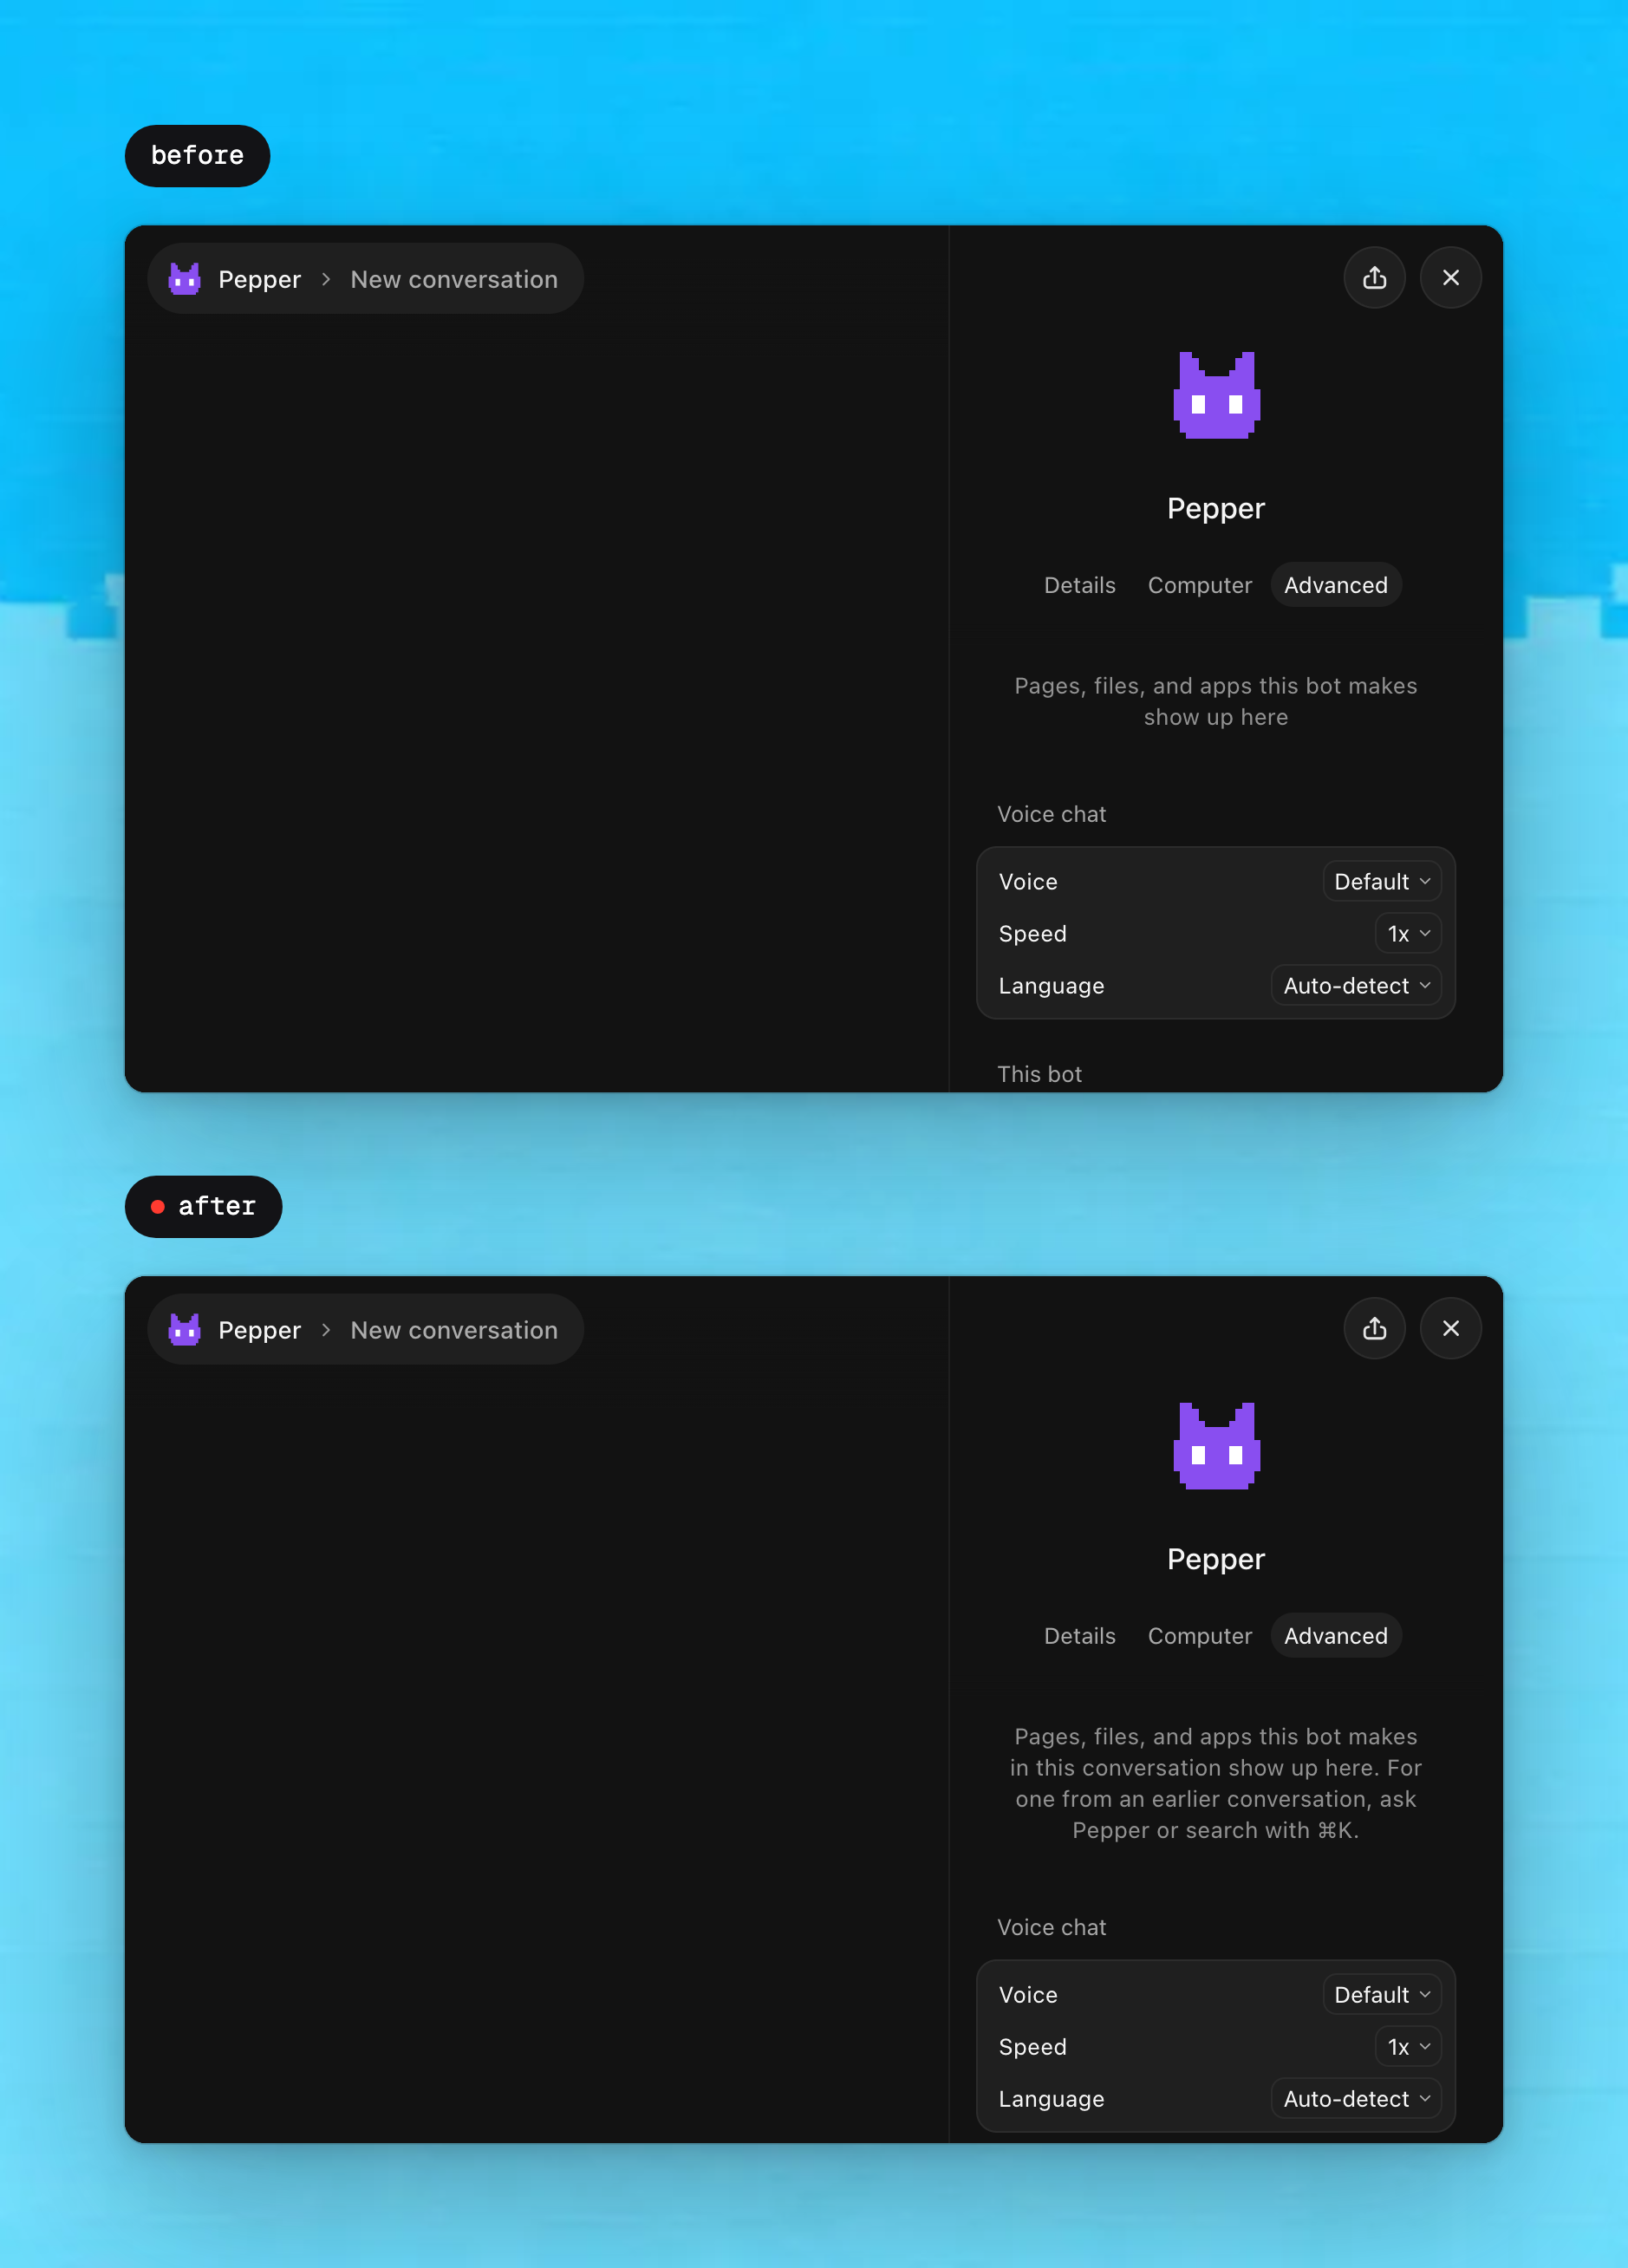 before
Pepper > New conversation
Pepper
Details Computer Advanced
Pages, files, and apps this bot makes
show up here
Voice chat
Voice Default
Speed 1x
Language Auto-detect
This bot
after
Pepper > New conversation
Pepper
Details Computer Advanced
Pages, files, and apps this bot makes
in this conversation show up here. For
one from an earlier conversation, ask
Pepper or search with ⌘K.
Voice chat
Voice Default
Speed 1x
Language Auto-detect